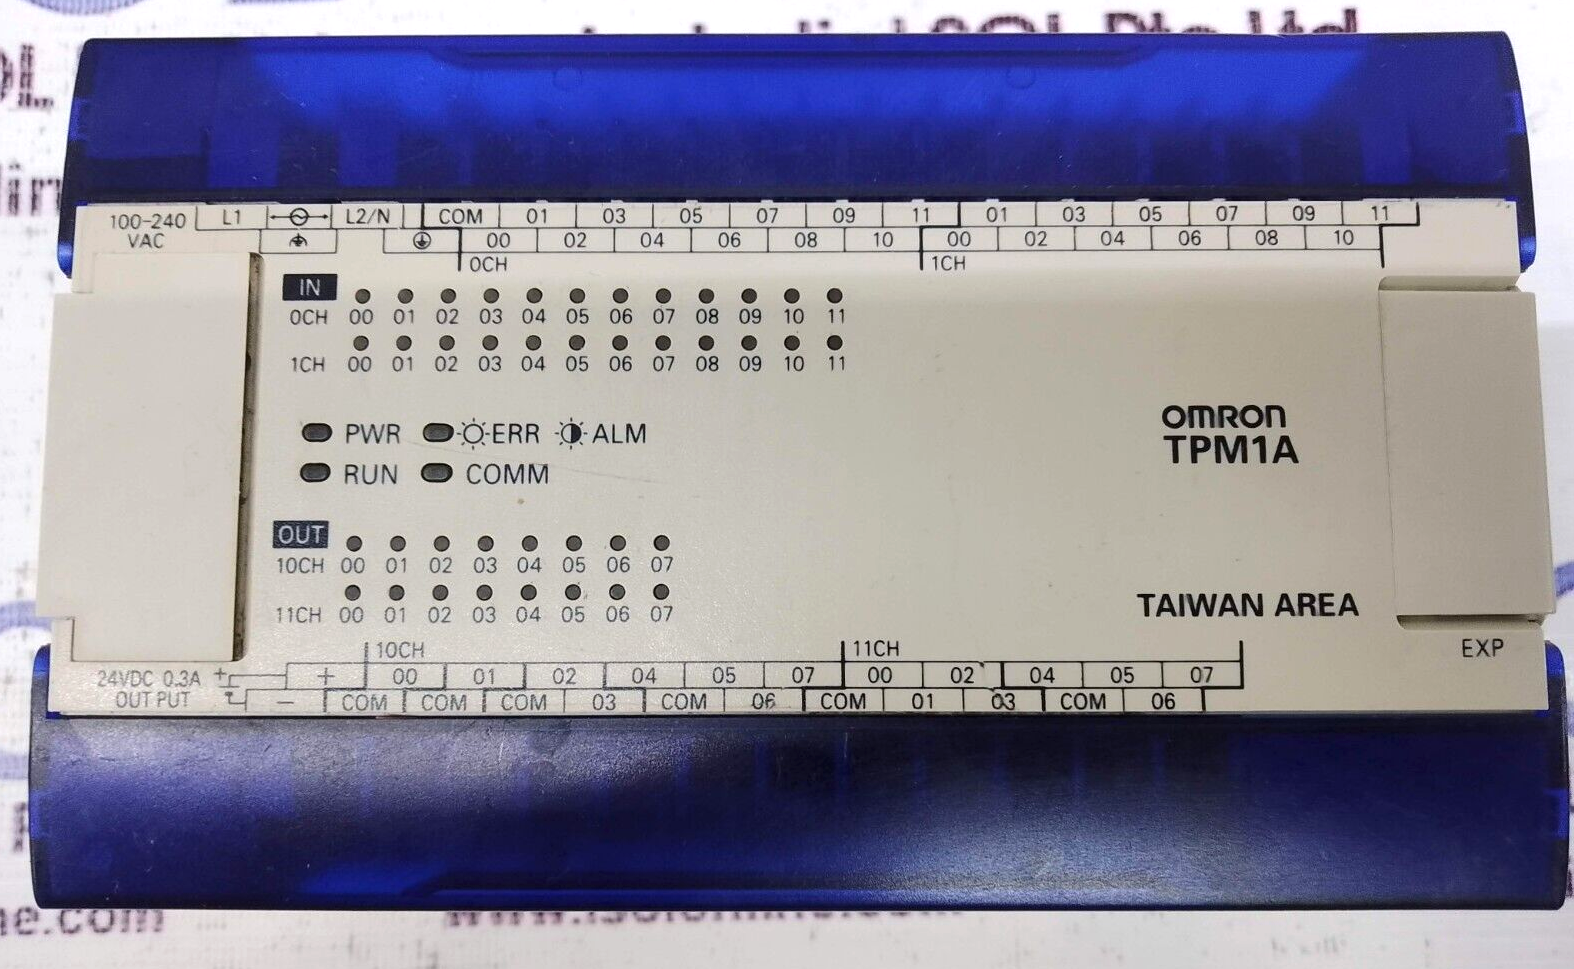 Pte Ltd
100-240 L1 L2/N COM 01 03 05 07 09 11 01 03 05 07 09 11
VAC 00 02 04 06 08 10 00 02 04 06 08 10
0CH 1CH
IN
0CH 00 01 02 03 04 05 06 07 08 09 10 11
1CH 00 01 02 03 04 05 06 07 08 09 10 11
PWR ERR ALM
RUN COMM
OMRON
TPM1A
OUT
10CH 00 01 02 03 04 05 06 07
11CH 00 01 02 03 04 05 06 07
TAIWAN AREA
EXP
10CH 11CH
24VDC 0.3A + + 00 01 02 04 05 07 00 02 04 05 07
OUTPUT - − COM COM COM 03 COM 06 COM 01 03 COM 06
ne.com